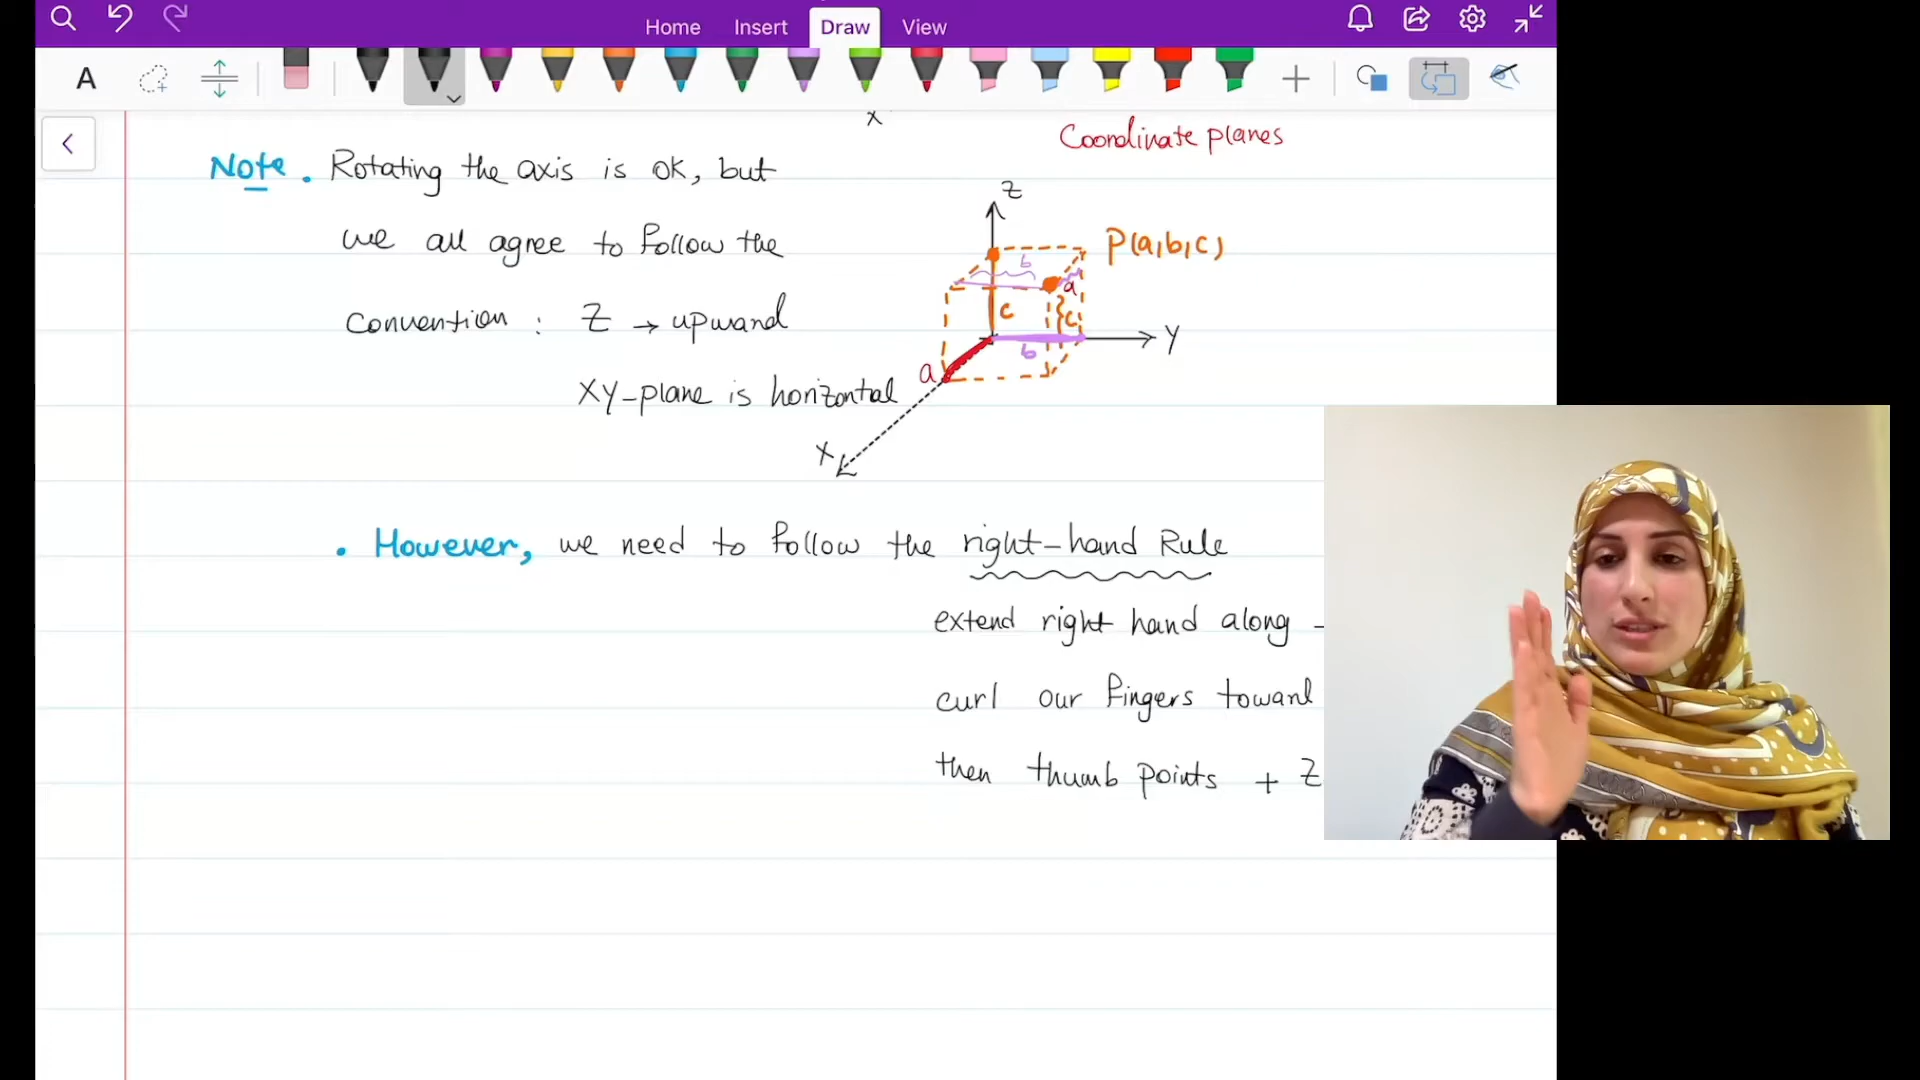 Home Insert Draw View
A
X
Coordinate planes
Note. Rotating the axis is ok, but
we all agree to follow the
Convention : Z → upward
XY-plane is horizontal
Z
P(a,b,c)
b
a
c
c
Y
b
a
X
• However, we need to follow the right-hand Rule
extend right hand along
curl our fingers toward
then thumb points + Z